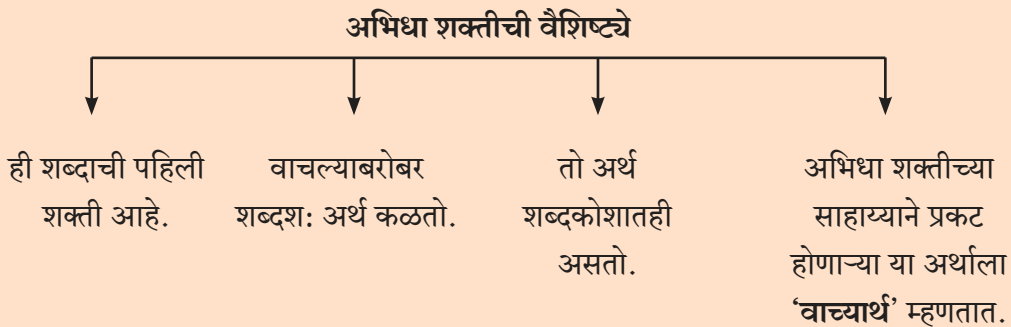 अभिधा शक्तीची वैशिष्ट्ये
ही शब्दाची पहिली
शक्ती आहे.
वाचल्याबरोबर
शब्दश: अर्थ कळतो.
तो अर्थ
शब्दकोशातही
असतो.
अभिधा शक्तीच्या
साहाय्याने प्रकट
होणाऱ्या या अर्थाला
‘वाच्यार्थ’ म्हणतात.